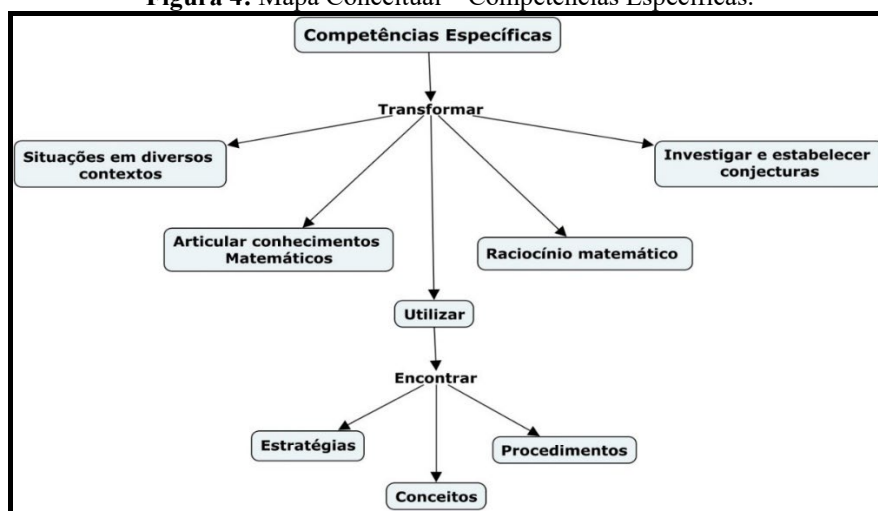 Figura 4: Mapa Conceitual – Competências Específicas.
Competências Específicas
Transformar
Situações em diversos
contextos
Investigar e estabelecer
conjecturas
Articular conhecimentos
Matemáticos
Raciocínio matemático
Utilizar
Encontrar
Estratégias
Procedimentos
Conceitos